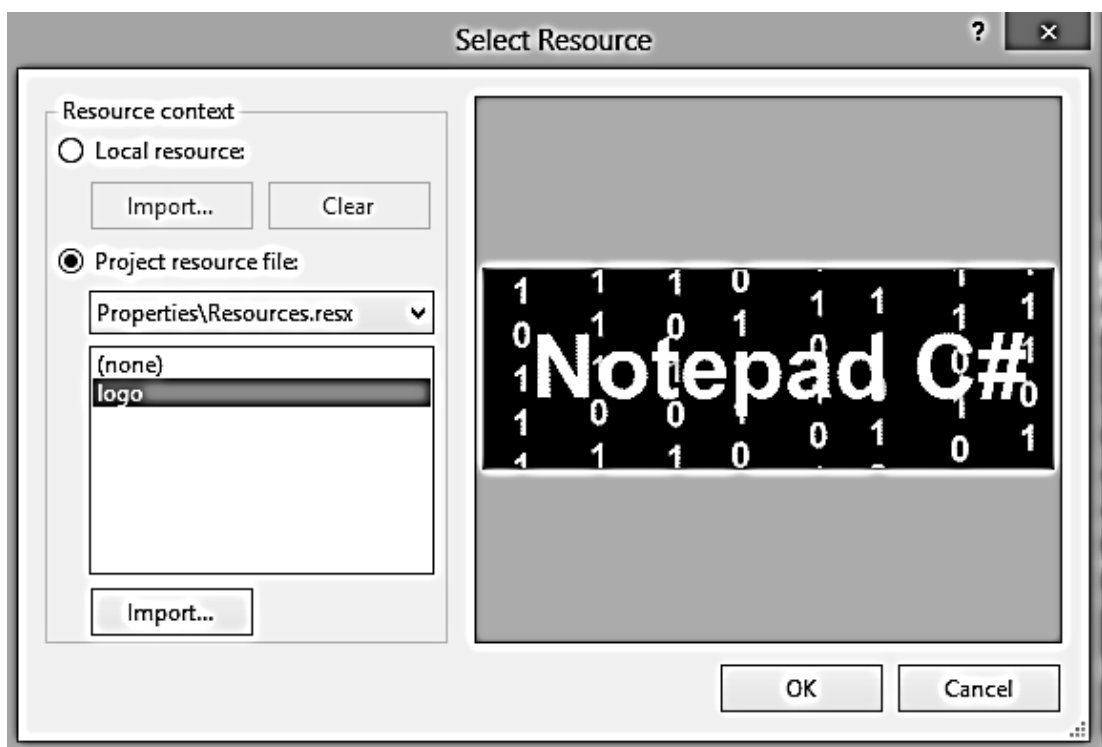 Select Resource
?
×
Resource context
Local resource:
Import...
Clear
Project resource file:
Properties\Resources.resx
(none)
logo
Import...
Notepad C#
OK
Cancel